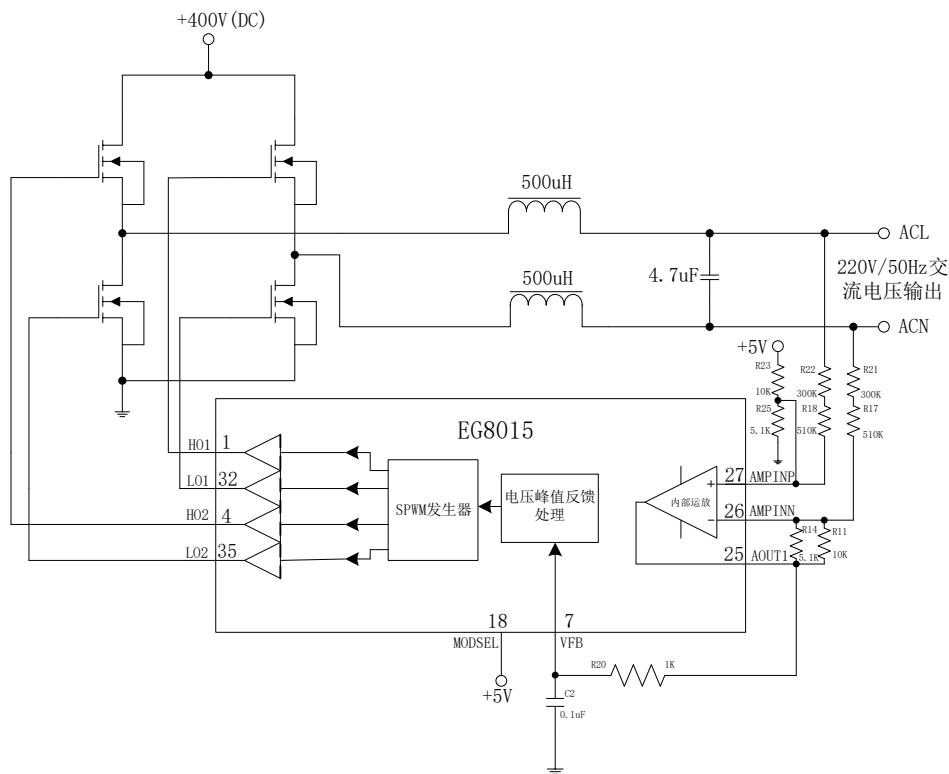 +400V(DC)
500uH
ACL
4.7uF
220V/50Hz交
流电压输出
500uH
ACN
+5V
R23
10K
R25
5.1K
R22
300K
R18
510K
R21
300K
R17
510K
EG8015
HO1
1
LO1
32
HO2
4
LO2
35
SPWM发生器
电压峰值反馈
处理
内部运放
+
-
27
AMPINP
26
AMPINN
25
AOUT1
R14
5.1K
R11
10K
18
MODSEL
7
VFB
+5V
R20
1K
C2
0.1uF